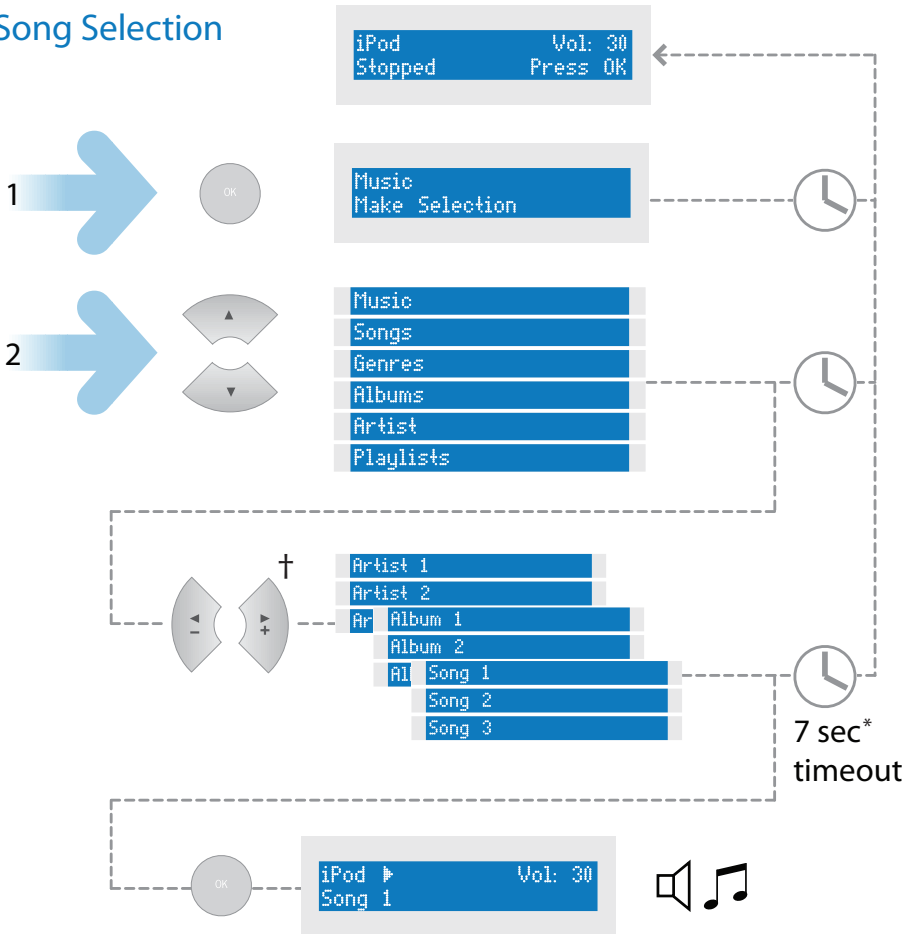 Song Selection
iPod Vol: 30
Stopped Press OK
1
OK
Music
Make Selection
2
Music
Songs
Genres
Albums
Artist
Playlists
†
Artist 1
Artist 2
Ar
Album 1
Album 2
Al
Song 1
Song 2
Song 3
- +
7 sec*
timeout
OK
iPod Vol: 30
Song 1